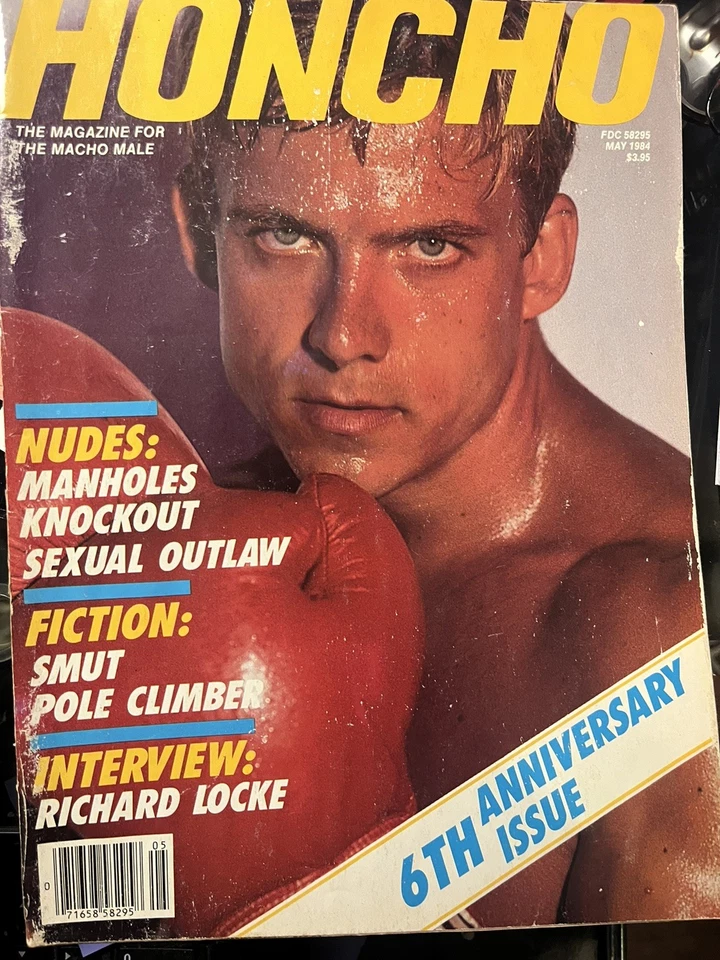 HONCHO
THE MAGAZINE FOR
THE MACHO MALE
FDC 58295
MAY 1984
$3.95
NUDES:
MANHOLES
KNOCKOUT
SEXUAL OUTLAW
FICTION:
SMUT
POLE CLIMBER
INTERVIEW:
RICHARD LOCKE
6TH ANNIVERSARY
ISSUE
05
0
71658 58295